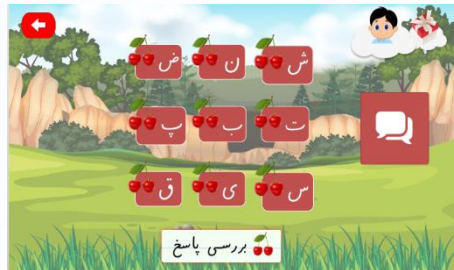 ش ن ض
ت ب پ
س ی ق
بررسی پاسخ